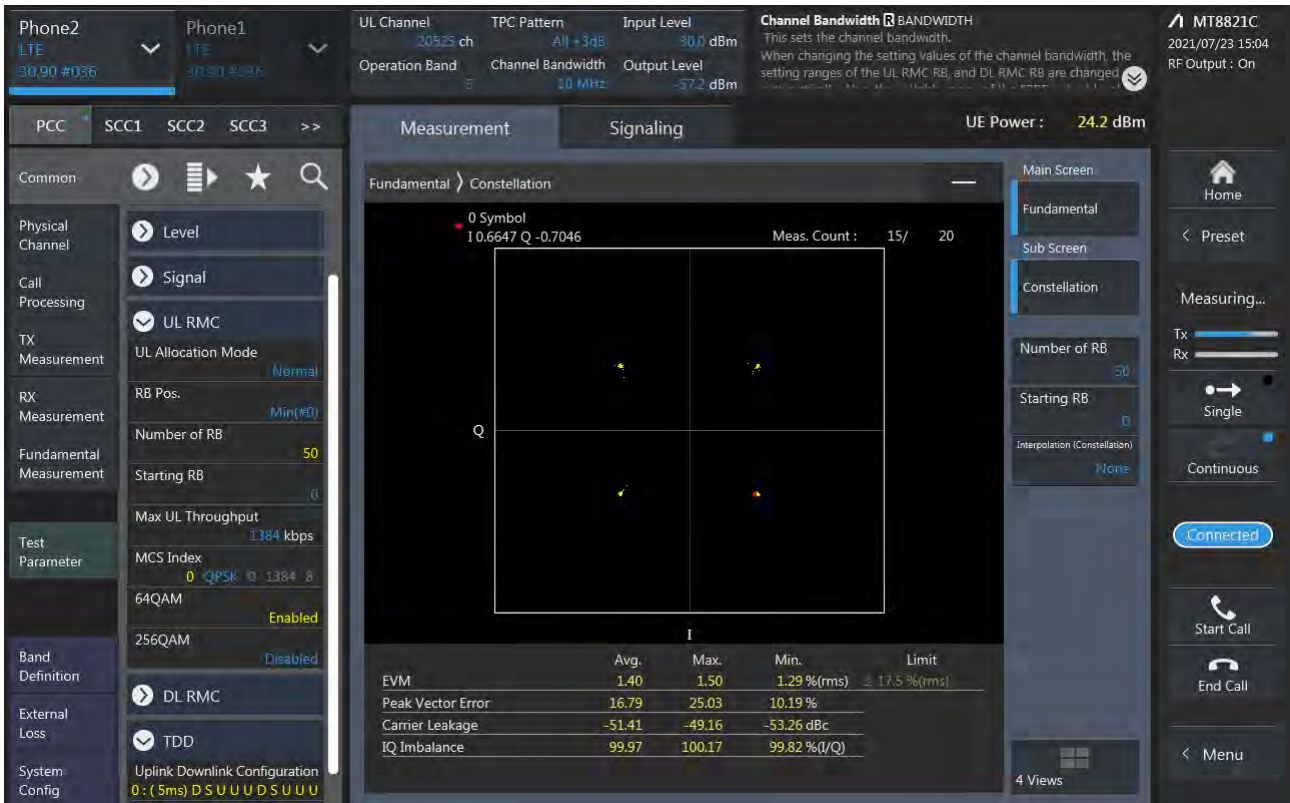 Phone2
LTE
30.90 #036
Phone1
LTE
UL Channel
20525 ch
Operation Band
5
TPC Pattern
All +3dB
Channel Bandwidth
10 MHz
Input Level
30.0 dBm
Output Level
-57.2 dBm
Channel Bandwidth R BANDWIDTH
This sets the channel bandwidth.
When changing the setting values of the channel bandwidth, the
setting ranges of the UL RMC RB, and DL RMC RB are changed
MT8821C
2021/07/23 15:04
RF Output : On
PCC SCC1 SCC2 SCC3 >>
Measurement
Signaling
UE Power : 24.2 dBm
Common
Physical
Channel
Call
Processing
TX
Measurement
RX
Measurement
Fundamental
Measurement
Test
Parameter
Band
Definition
External
Loss
System
Config
Level
Signal
UL RMC
UL Allocation Mode
Normal
RB Pos.
Min(#0)
Number of RB
50
Starting RB
0
Max UL Throughput
1384 kbps
MCS Index
0 QPSK 0 1384 8
64QAM
Enabled
256QAM
Disabled
DL RMC
TDD
Uplink Downlink Configuration
0 : ( 5ms) D S U U U D S U U U
Fundamental 〉 Constellation
0 Symbol
I 0.6647 Q -0.7046
Meas. Count : 15/ 20
Q
I
Avg. Max. Min. Limit
EVM 1.40 1.50 1.29 %(rms) ≤ 17.5 %(rms)
Peak Vector Error 16.79 25.03 10.19 %
Carrier Leakage -51.41 -49.16 -53.26 dBc
IQ Imbalance 99.97 100.17 99.82 %(I/Q)
Main Screen
Fundamental
Sub Screen
Constellation
Number of RB
50
Starting RB
0
Interpolation (Constellation)
None
4 Views
Home
< Preset
Measuring...
Tx
Rx
Single
Continuous
Connected
Start Call
End Call
< Menu